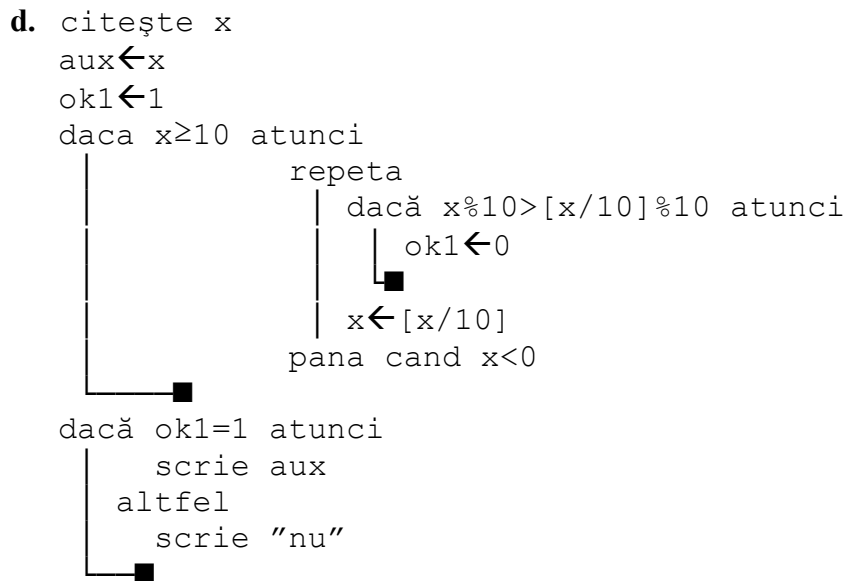 d. citeşte x
aux←x
ok1←1
daca x≥10 atunci
repeta
dacă x%10>[x/10]%10 atunci
ok1←0
x←[x/10]
pana cand x<0
dacă ok1=1 atunci
scrie aux
altfel
scrie ”nu”